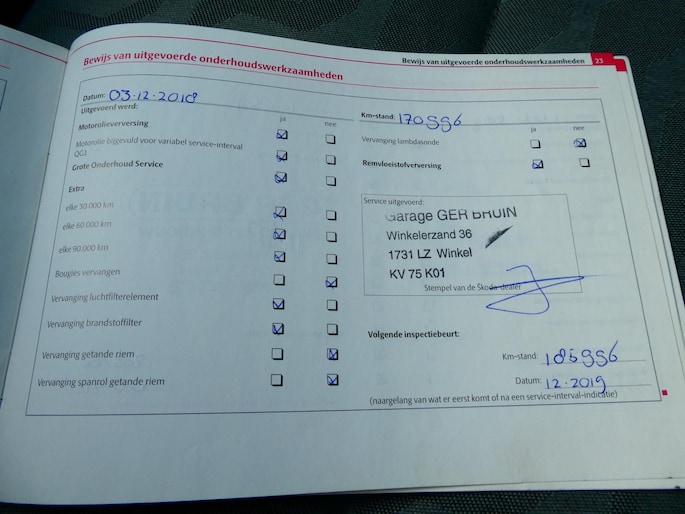 Bewijs van uitgevoerde onderhoudswerkzaamheden 23
Bewijs van uitgevoerde onderhoudswerkzaamheden
Datum: 03-12-2018
Uitgevoerd werd:
ja nee
Motorolieverversing
Motorolie bijgevuld voor variabel service-interval
QG1
Grote Onderhoud Service
Extra
elke 30.000 km
elke 60.000 km
elke 90.000 km
Bougies vervangen
Vervanging luchtfilterelement
Vervanging brandstoffilter
Vervanging getande riem
Vervanging spanrol getande riem
Km-stand: 170996
ja nee
Vervanging lambdasonde
Remvloeistofverversing
Service uitgevoerd:
Garage GER BRUIN
Winkelerzand 36
1731 LZ Winkel
KV 75 K01
Stempel van de Skoda-dealer
Volgende inspectiebeurt:
Km-stand: 185996
Datum: 12-2019
(naargelang van wat er eerst komt of na een service-interval-indicatie)